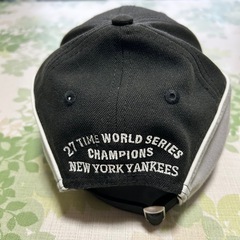 27 TIME WORLD SERIES
CHAMPIONS
NEW YORK YANKEES